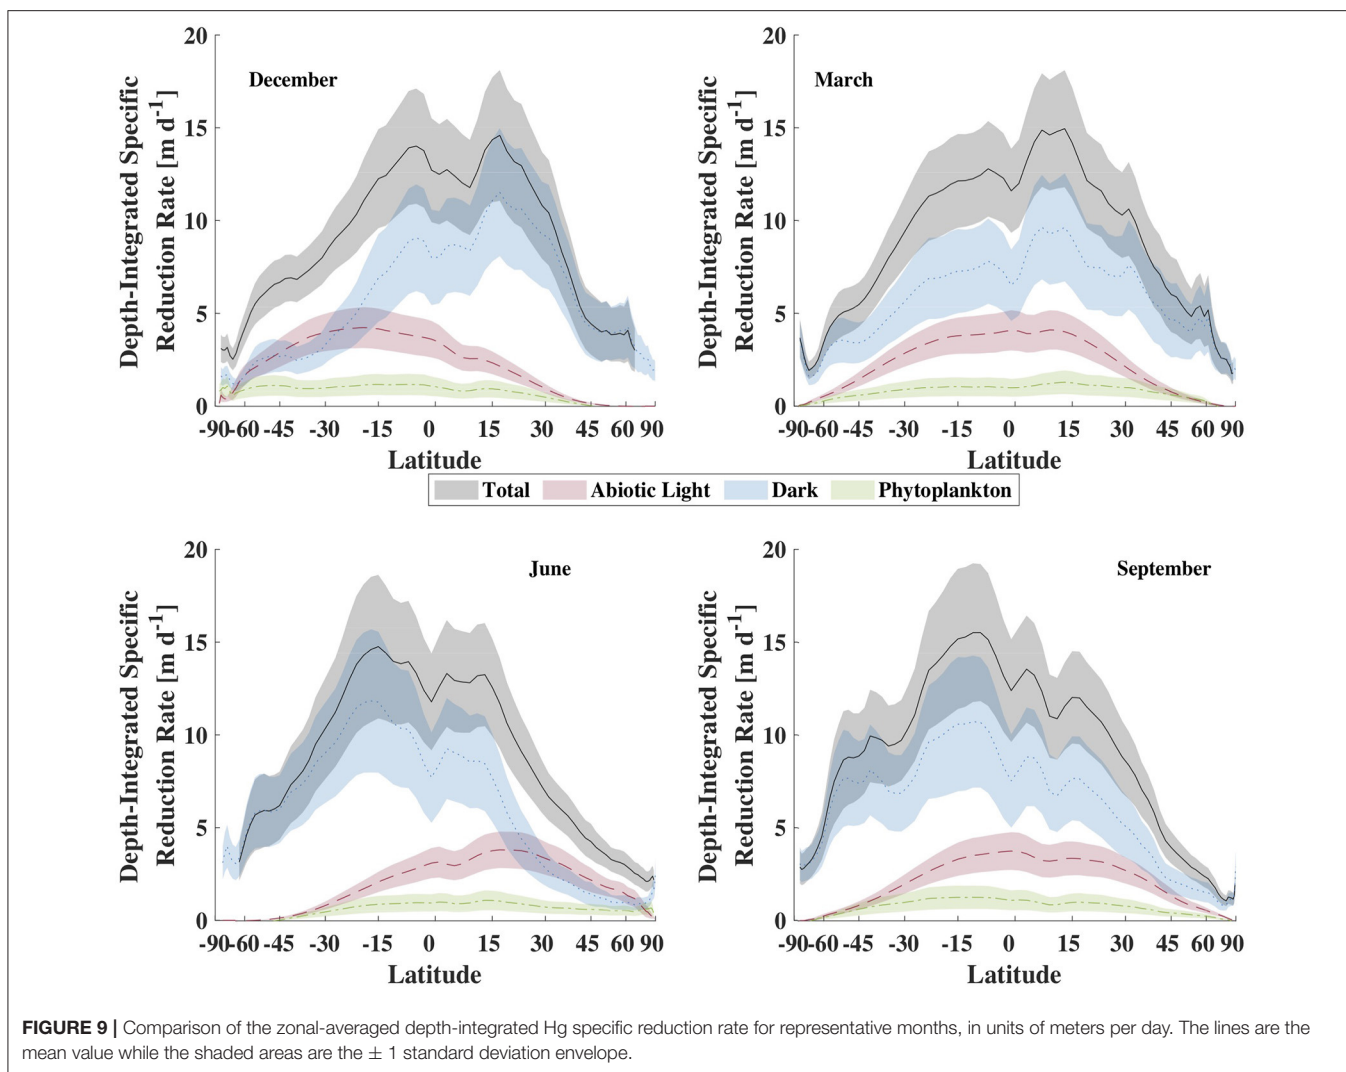 December
Depth-Integrated Specific
Reduction Rate [m d-1]
20
15
10
5
0
-90 -60 -45 -30 -15 0 15 30 45 60 90
Latitude
March
Depth-Integrated Specific
Reduction Rate [m d-1]
20
15
10
5
0
-90 -60 -45 -30 -15 0 15 30 45 60 90
Latitude
Total Abiotic Light Dark Phytoplankton
June
Depth-Integrated Specific
Reduction Rate [m d-1]
20
15
10
5
0
-90 -60 -45 -30 -15 0 15 30 45 60 90
Latitude
September
Depth-Integrated Specific
Reduction Rate [m d-1]
20
15
10
5
0
-90 -60 -45 -30 -15 0 15 30 45 60 90
Latitude
FIGURE 9 | Comparison of the zonal-averaged depth-integrated Hg specific reduction rate for representative months, in units of meters per day. The lines are the
mean value while the shaded areas are the ± 1 standard deviation envelope.